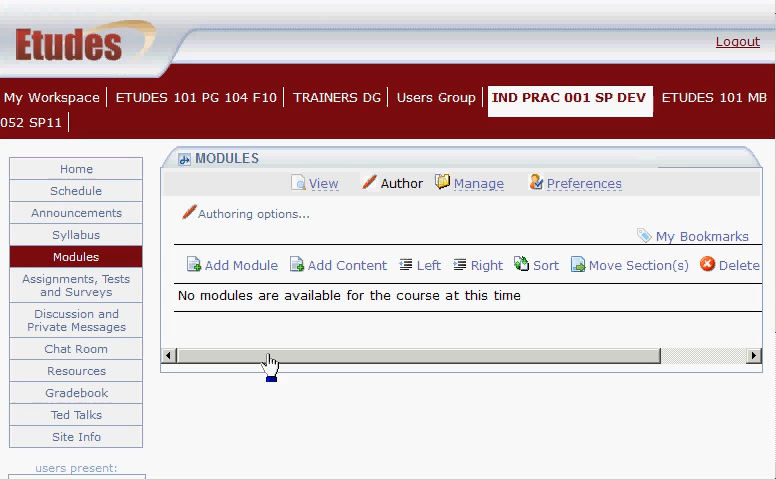 Etudes
Logout
My Workspace ETUDES 101 PG 104 F10 TRAINERS DG Users Group IND PRAC 001 SP DEV ETUDES 101 MB
052 SP11
Home
Schedule
Announcements
Syllabus
Modules
Assignments, Tests
and Surveys
Discussion and
Private Messages
Chat Room
Resources
Gradebook
Ted Talks
Site Info
users present:
MODULES
View Author Manage Preferences
Authoring options...
My Bookmarks
Add Module Add Content Left Right Sort Move Section(s) Delete
No modules are available for the course at this time